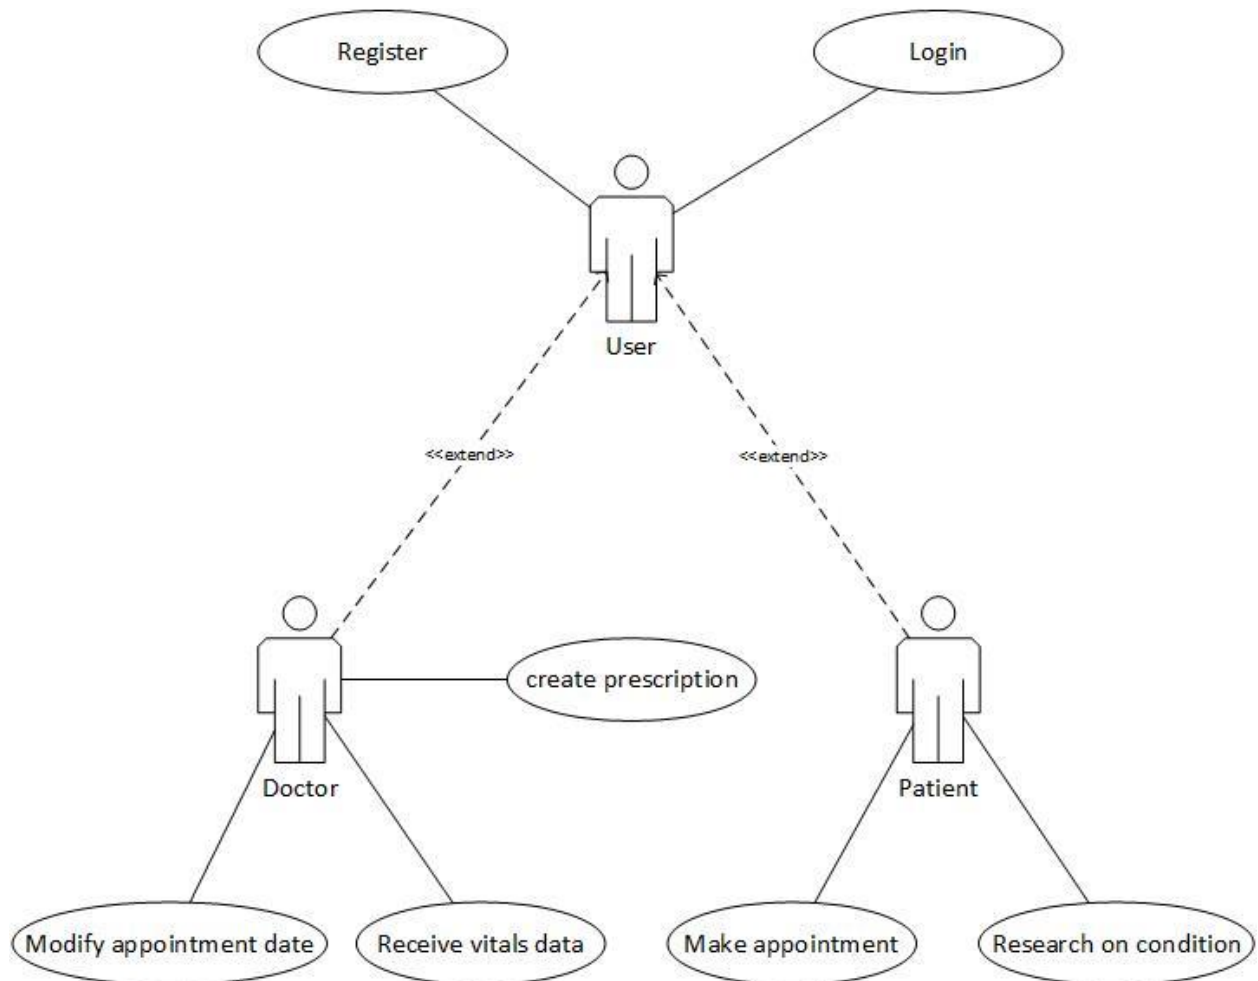 Register
Login
User
<<extend>>
<<extend>>
create prescription
Doctor
Patient
Modify appointment date
Receive vitals data
Make appointment
Research on condition